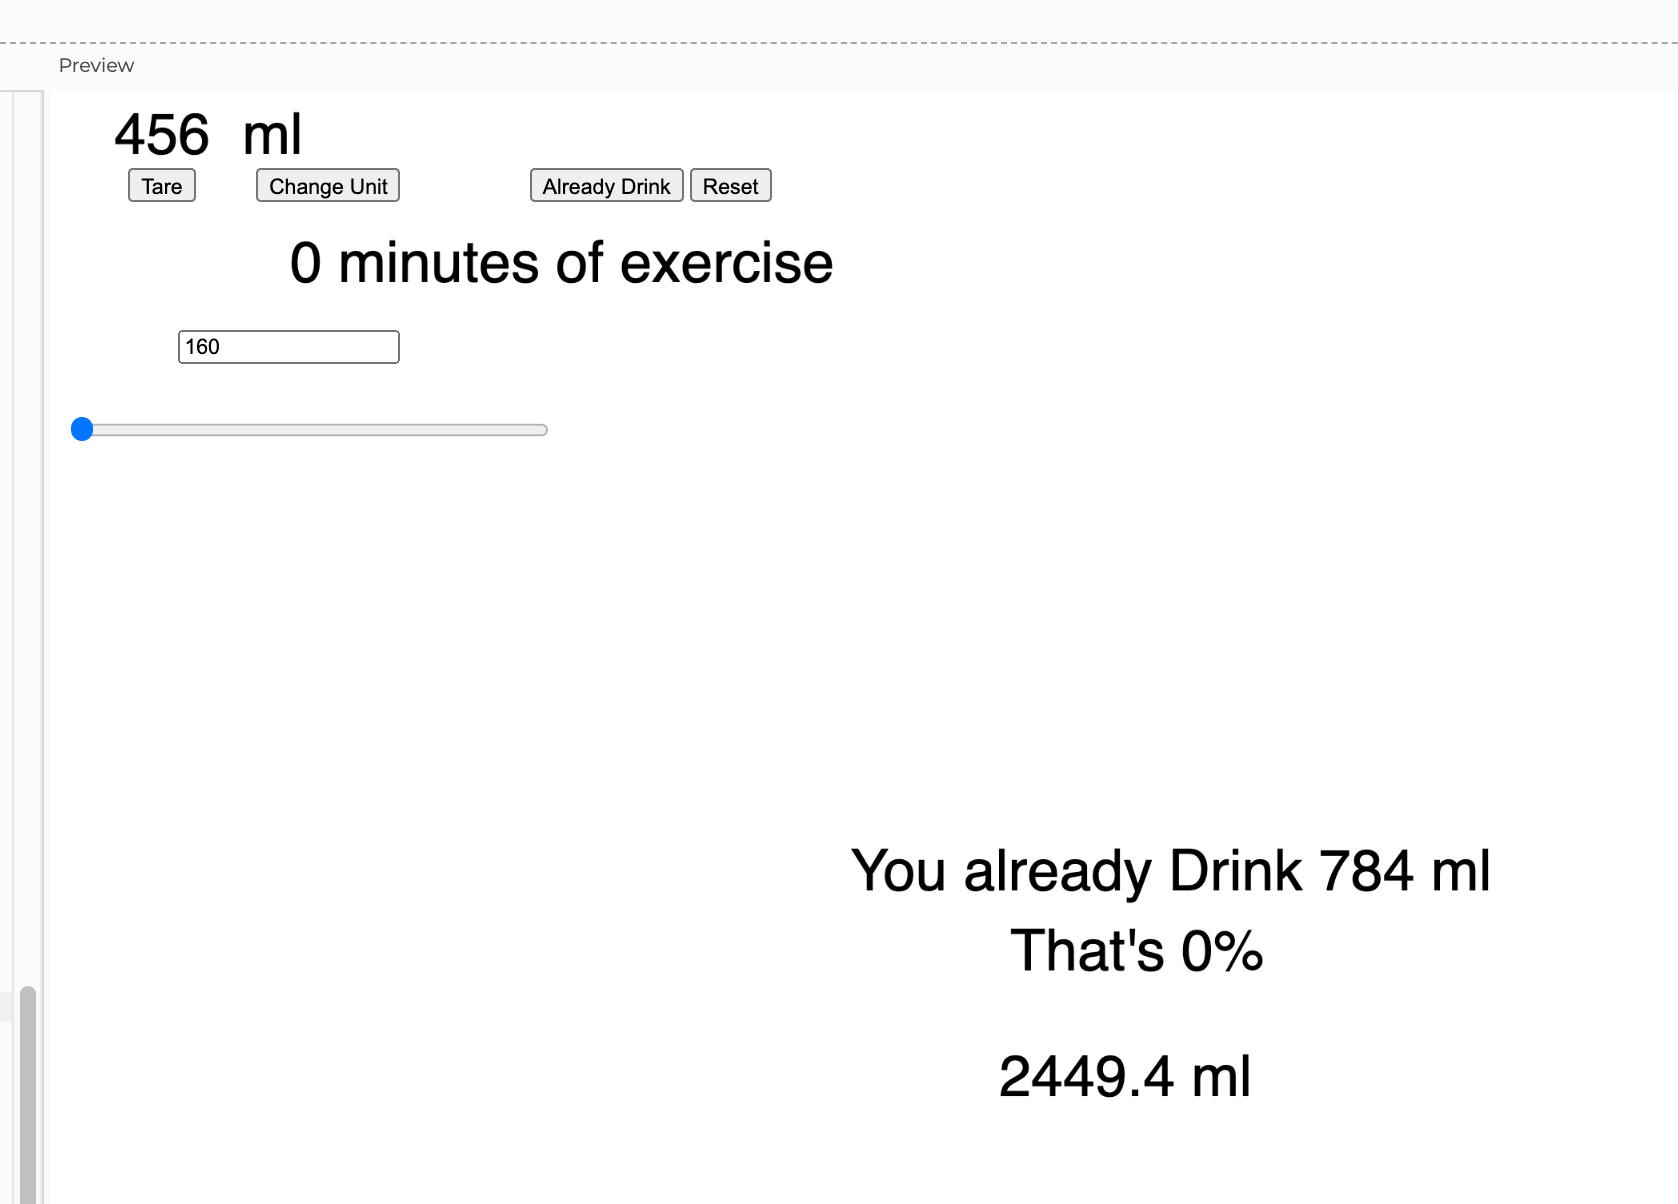 Preview
456 ml
Tare Change Unit Already Drink Reset
0 minutes of exercise
160
You already Drink 784 ml
That's 0%
2449.4 ml